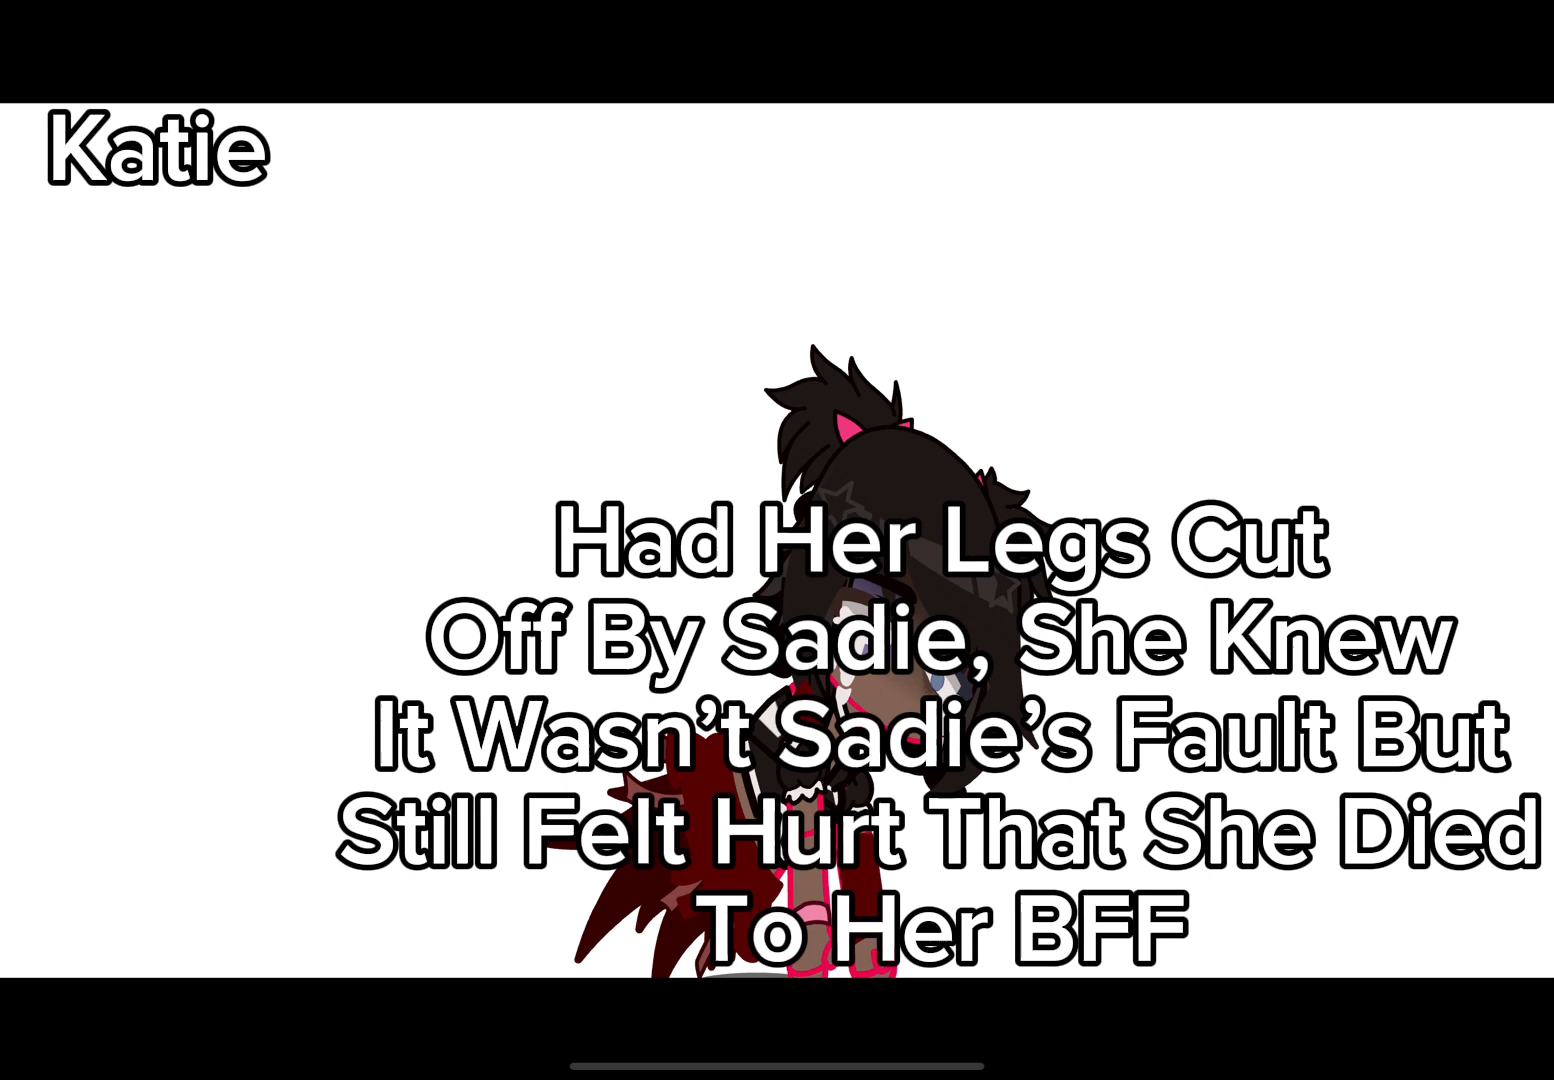 Katie
Had Her Legs Cut
Off By Sadie, She Knew
It Wasn’t Sadie’s Fault But
Still Felt Hurt That She Died
To Her BFF